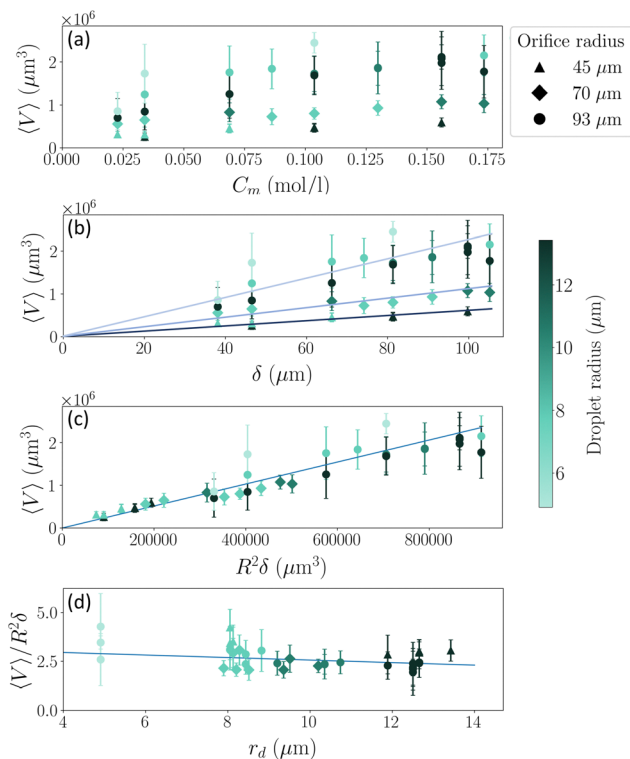 ×10⁶
(a)
⟨V⟩ (μm³)
2
1
0
0.000 0.025 0.050 0.075 0.100 0.125 0.150 0.175
C_m (mol/l)
Orifice radius
45 μm
70 μm
93 μm
×10⁶
(b)
⟨V⟩ (μm³)
2
1
0
0 20 40 60 80 100
δ (μm)
×10⁶
(c)
⟨V⟩ (μm³)
2
1
0
0 200000 400000 600000 800000
R²δ (μm³)
(d)
⟨V⟩/R²δ
5.0
2.5
0.0
4 6 8 10 12 14
r_d (μm)
12
10
8
6
Droplet radius (μm)